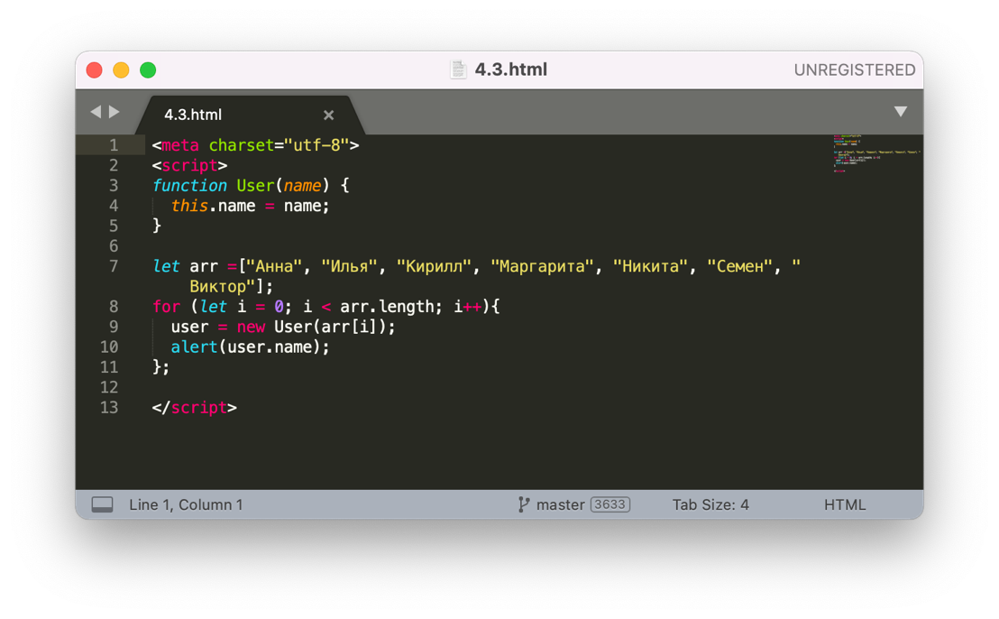 4.3.html
UNREGISTERED
4.3.html
1 <meta charset="utf-8">
2 <script>
3 function User(name) {
4   this.name = name;
5 }
6
7 let arr =["Анна", "Илья", "Кирилл", "Маргарита", "Никита", "Семен", "
    Виктор"];
8 for (let i = 0; i < arr.length; i++){
9   user = new User(arr[i]);
10   alert(user.name);
11 };
12
13 </script>
Line 1, Column 1
master 3633
Tab Size: 4
HTML